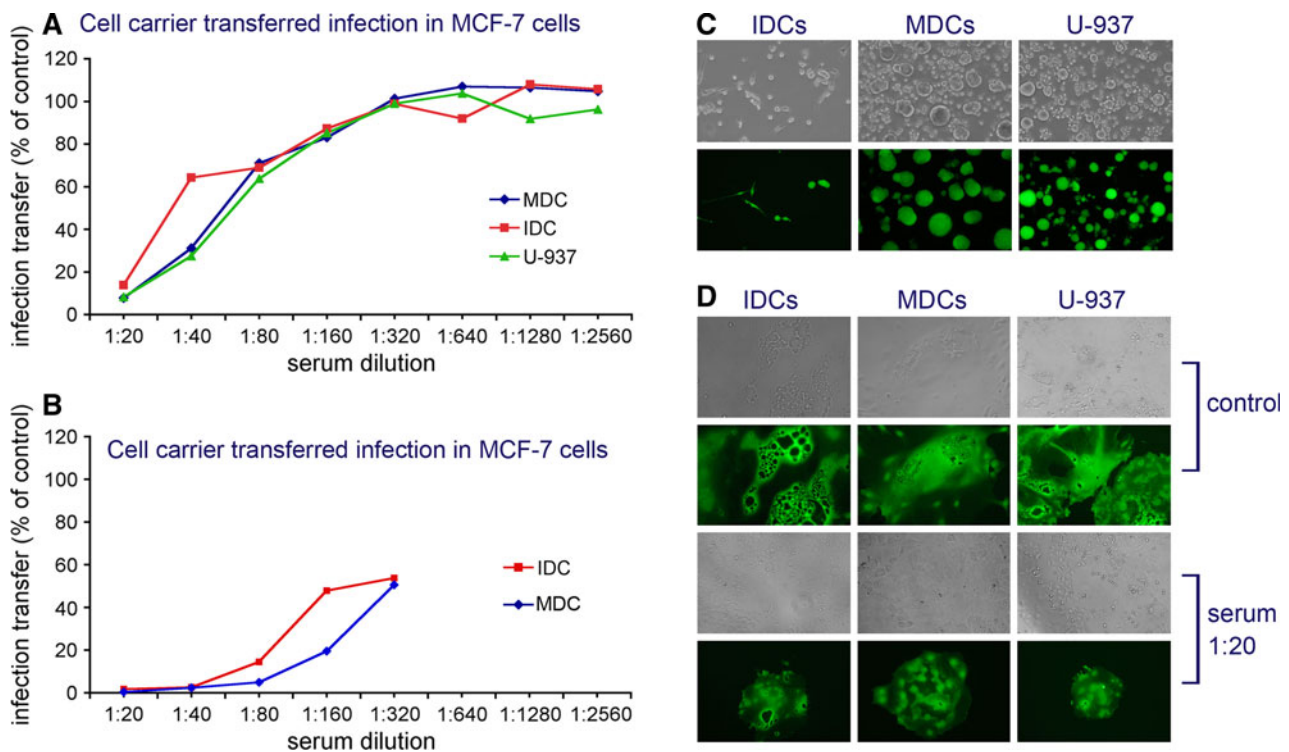 A Cell carrier transferred infection in MCF-7 cells
infection transfer (% of control)
120
100
80
60
40
20
0
MDC
IDC
U-937
1:20 1:40 1:80 1:160 1:320 1:640 1:1280 1:2560
serum dilution
B
Cell carrier transferred infection in MCF-7 cells
infection transfer (% of control)
120
100
80
60
40
20
0
IDC
MDC
1:20 1:40 1:80 1:160 1:320 1:640 1:1280 1:2560
serum dilution
C IDCs MDCs U-937
D IDCs MDCs U-937
control
serum
1:20